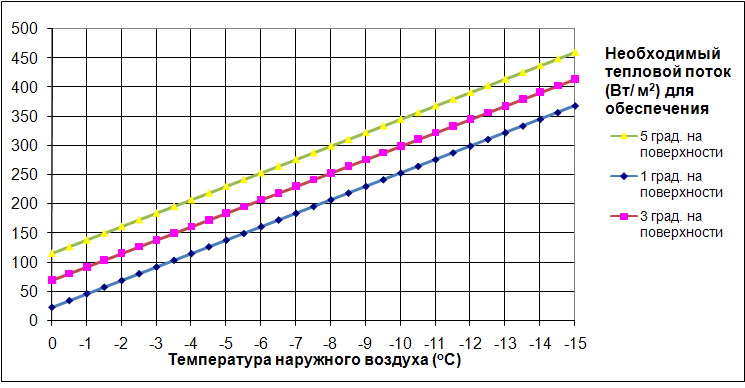 500
450
400
350
300
250
200
150
100
50
0
0 -1 -2 -3 -4 -5 -6 -7 -8 -9 -10 -11 -12 -13 -14 -15
Температура наружного воздуха (°С)
Необходимый
тепловой поток
(Вт/ м²) для
обеспечения
5 град. на
поверхности
1 град. на
поверхности
3 град. на
поверхности